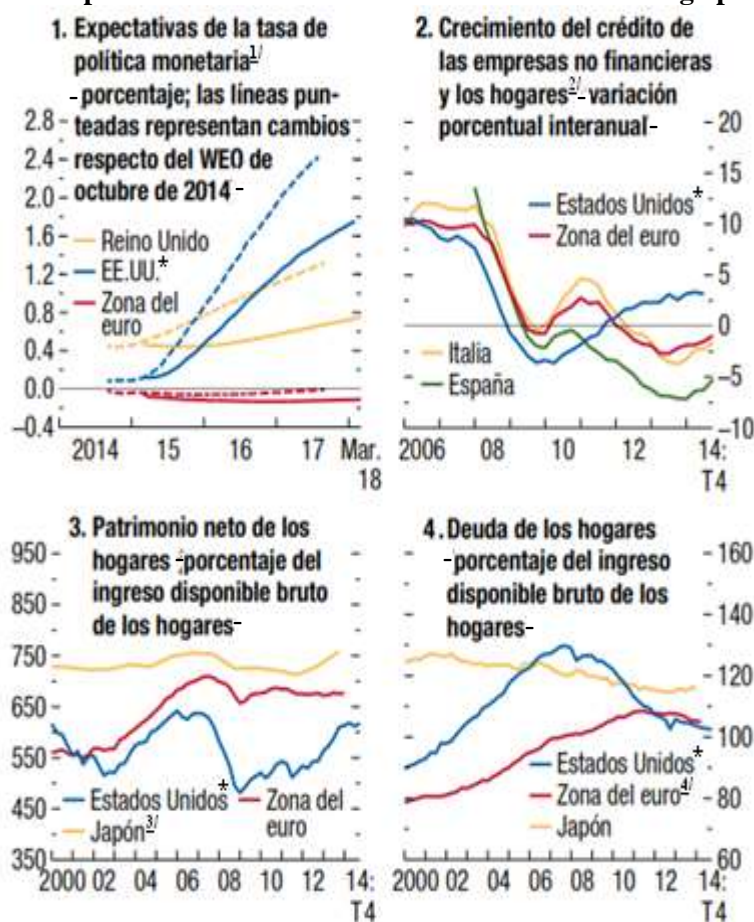 1. Expectativas de la tasa de
política monetaria1/
-porcentaje; las líneas pun-
teadas representan cambios
respecto del WEO de
octubre de 2014-
2.8
2.4
2.0
1.6
1.2
0.8
0.4
0.0
–0.4
Reino Unido
EE.UU.*
Zona del
euro
2014 15 16 17 Mar.
18
2. Crecimiento del crédito de
las empresas no financieras
y los hogares2/-variación
porcentual interanual-
20
15
10
5
0
–5
–10
Estados Unidos*
Zona del euro
Italia
España
2006 08 10 12 14:
T4
3. Patrimonio neto de los
hogares -porcentaje del
ingreso disponible bruto
de los hogares-
950
850
750
650
550
450
350
Estados Unidos*
Zona del
euro
Japón3/
2000 02 04 06 08 10 12 14:
T4
4. Deuda de los hogares
-porcentaje del ingreso
disponible bruto de los
hogares-
160
140
120
100
80
60
Estados Unidos*
Zona del euro4/
Japón
2000 02 04 06 08 10 12 14:
T4